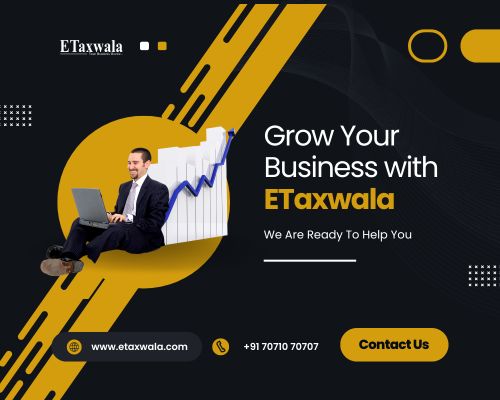 ETaxwala
Grow Your
Business with
ETaxwala
We Are Ready To Help You
www.etaxwala.com
+91 70710 70707
Contact Us